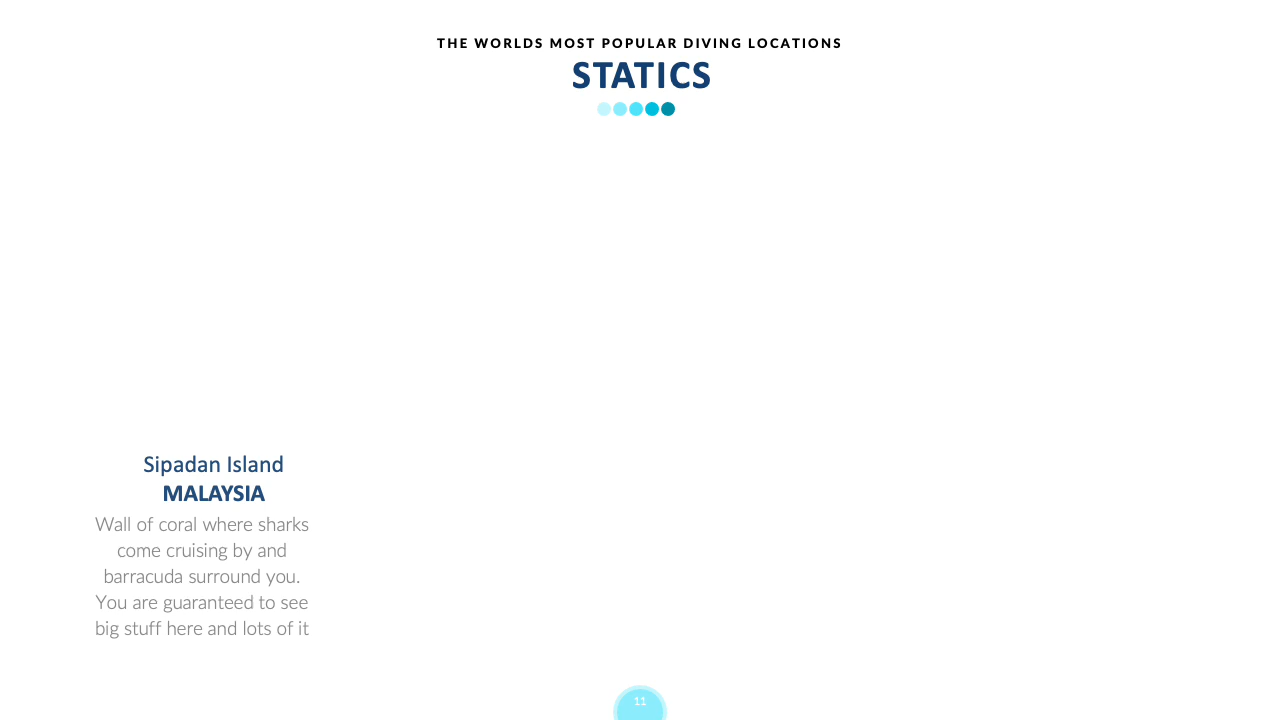 THE WORLDS MOST POPULAR DIVING LOCATIONS
STATICS
Sipadan Island
MALAYSIA
Wall of coral where sharks
come cruising by and
barracuda surround you.
You are guaranteed to see
big stuff here and lots of it
11